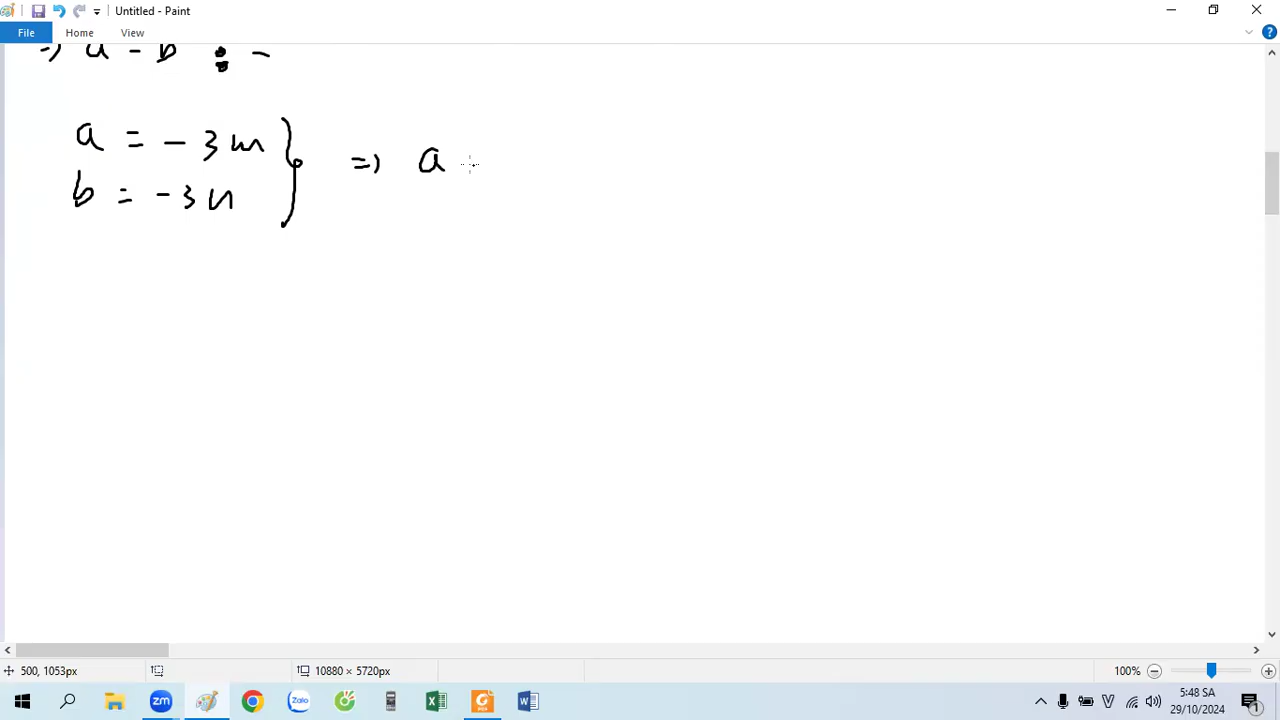 Untitled - Paint
File Home View
=> a - b ⋮ -
a = - 3m
=> a
b = - 3n
500, 1053px
10880 × 5720px
100%
5:48 SA
29/10/2024